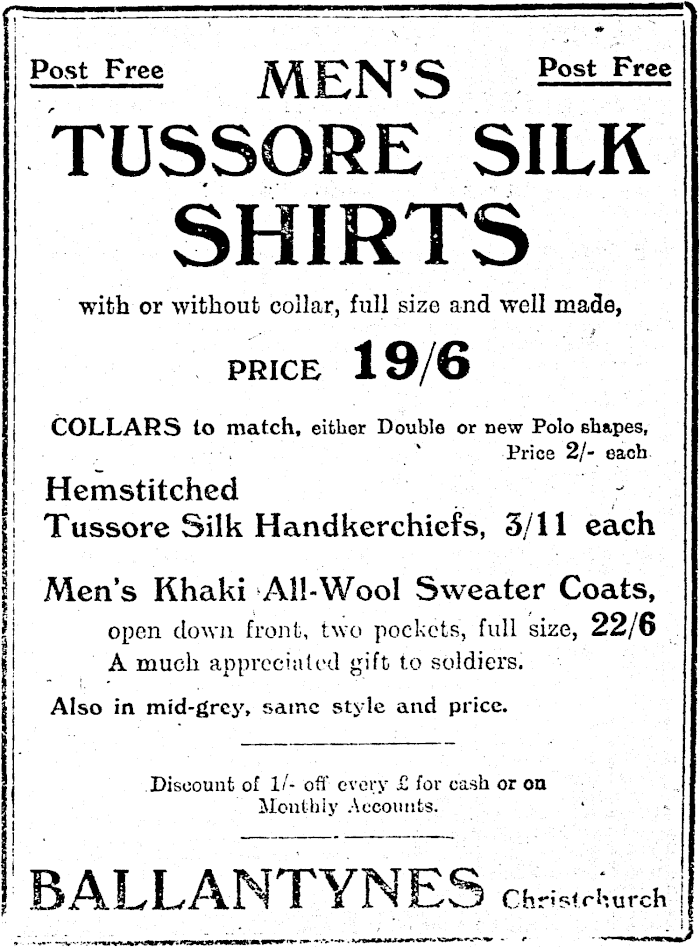 Post Free MEN'S Post Free
TUSSORE SILK
SHIRTS
with or without collar, full size and well made,
PRICE 19/6
COLLARS to match, either Double or new Polo shapes,
Price 2/- each.
Hemstitched
Tussore Silk Handkerchiefs, 3/11 each
Men's Khaki All-Wool Sweater Coats,
open down front, two pockets, full size, 22/6
A much appreciated gift to soldiers.
Also in mid-grey, same style and price.
Discount of 1/- off every £ for cash or on
Monthly Accounts.
BALLANTYNES Christchurch